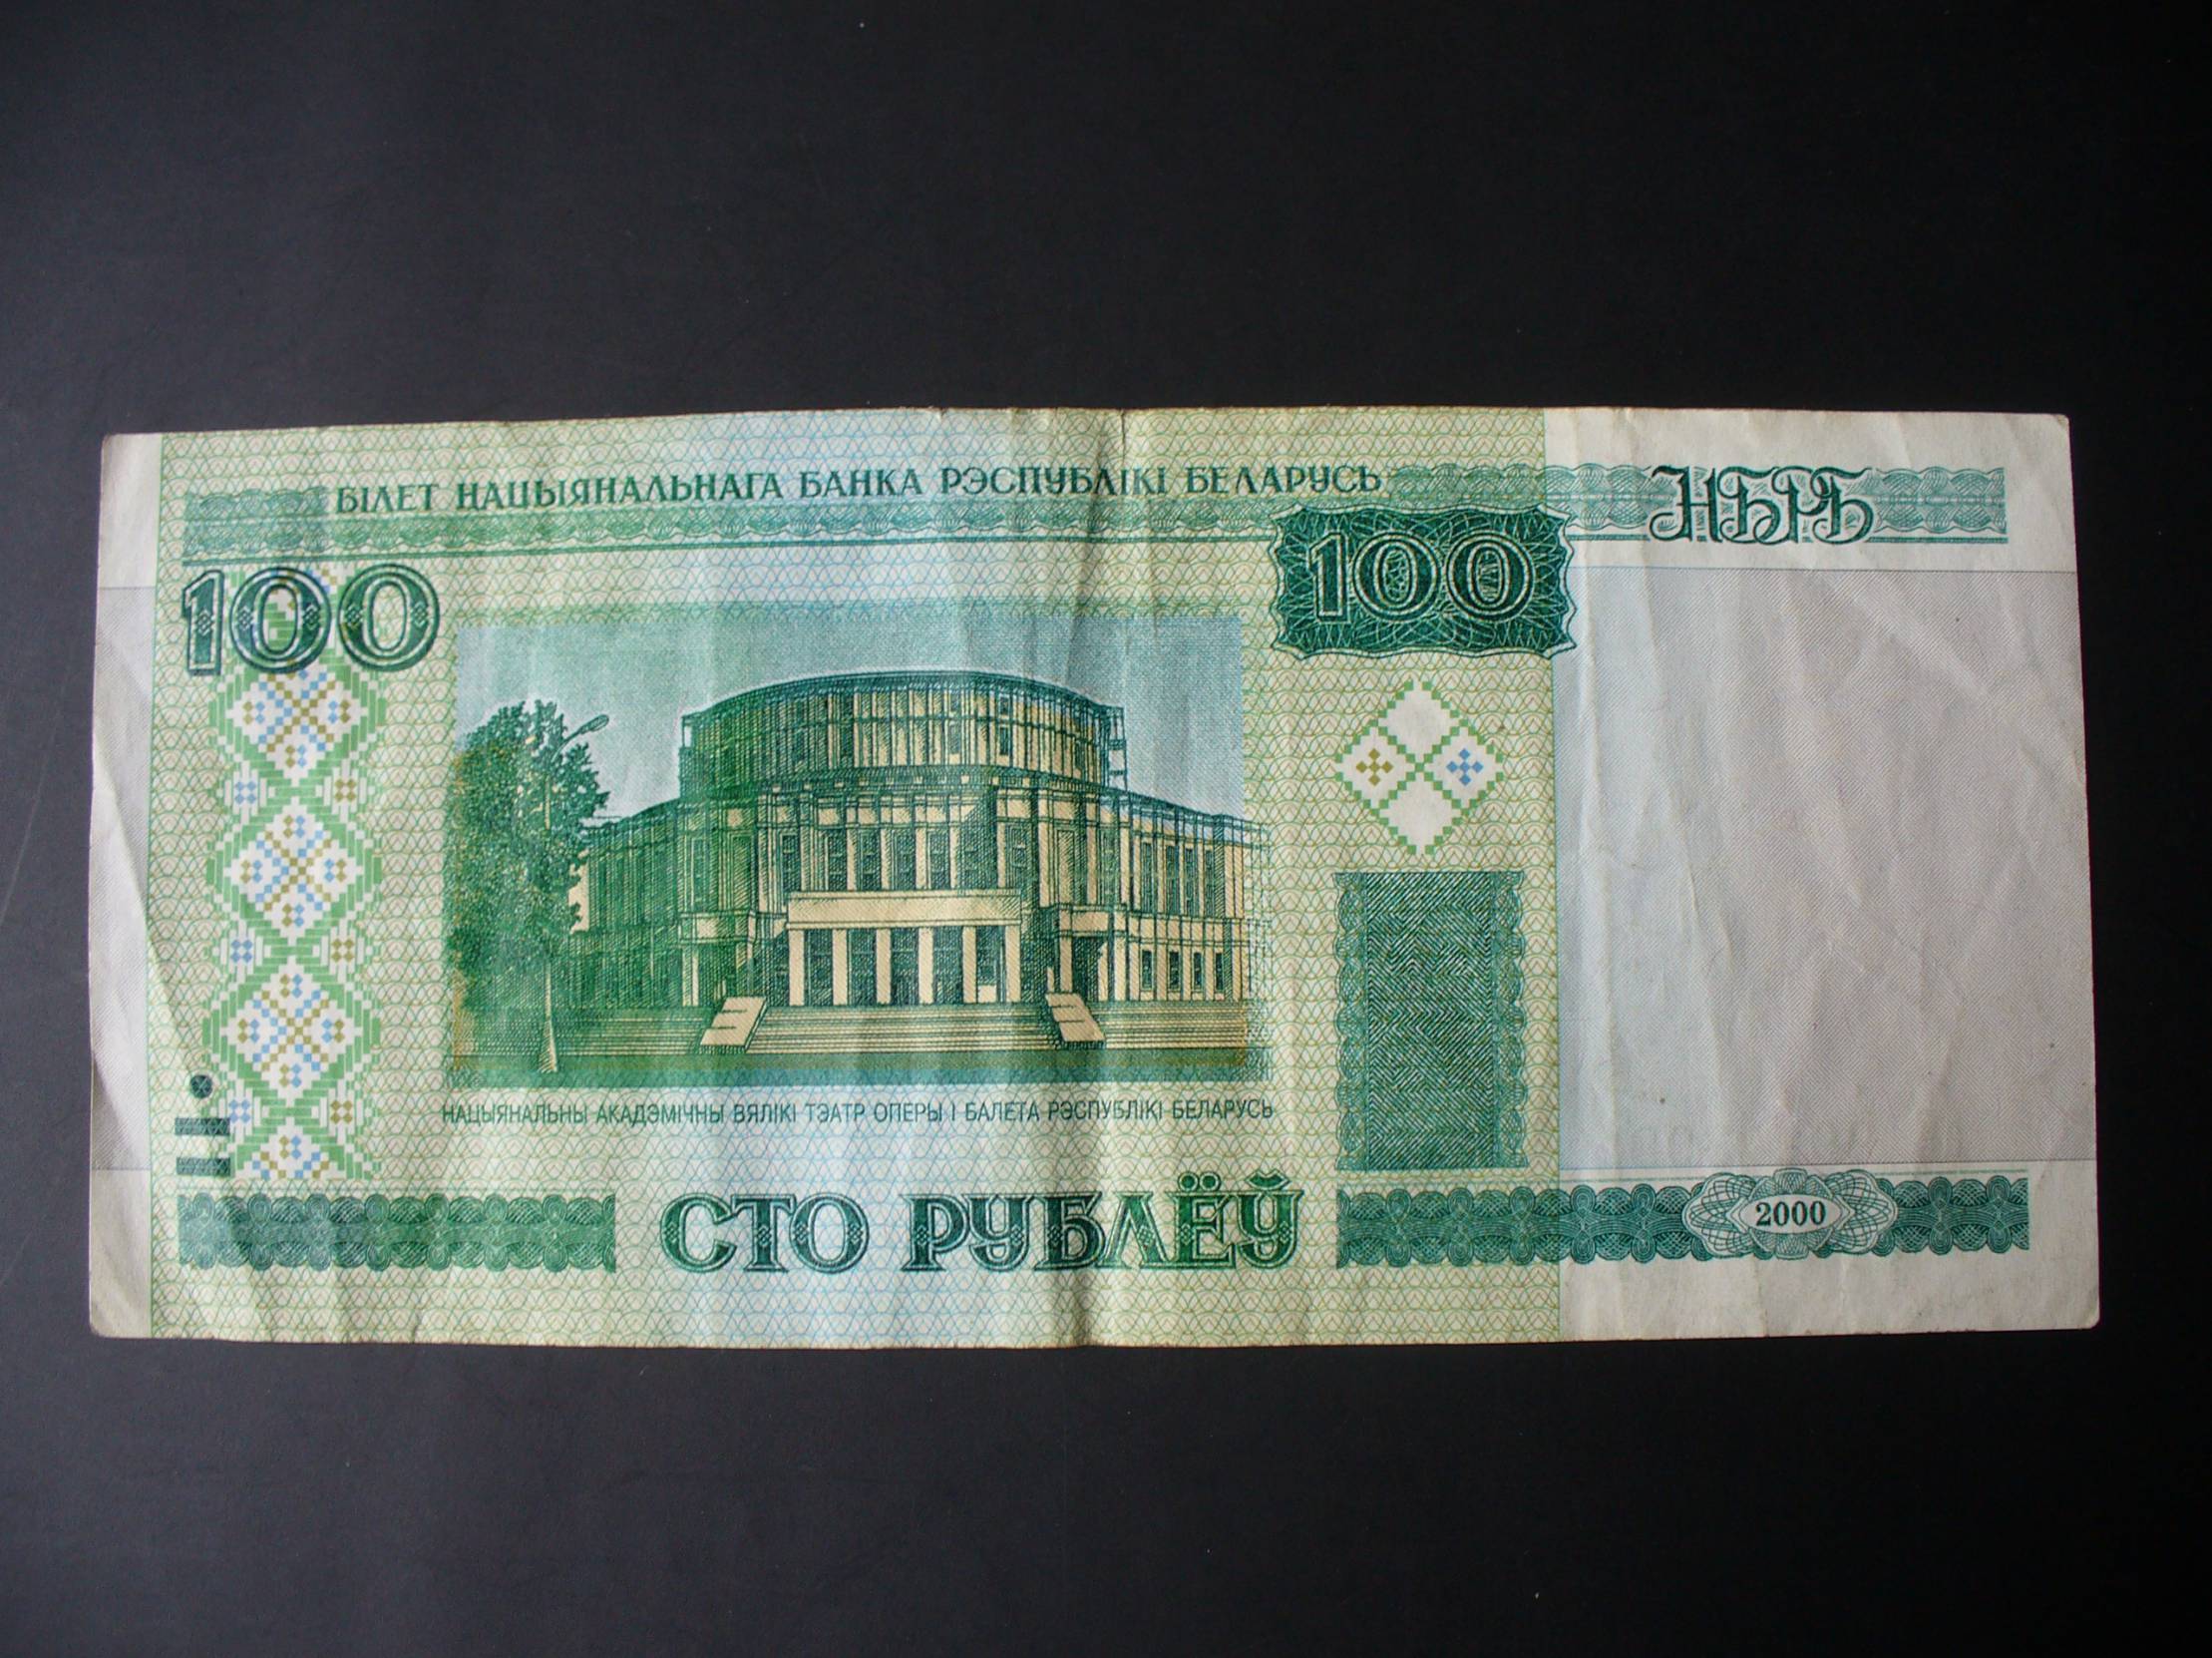 БІЛЕТ НАЦЫЯНАЛЬНАГА БАНКА РЭСПУБЛІКІ БЕЛАРУСЬ
НБРБ
100
100
НАЦЫЯНАЛЬНЫ АКАДЭМІЧНЫ ВЯЛІКІ ТЭАТР ОПЕРЫ І БАЛЕТА РЭСПУБЛІКІ БЕЛАРУСЬ
СТО РУБЛЁЎ
2000